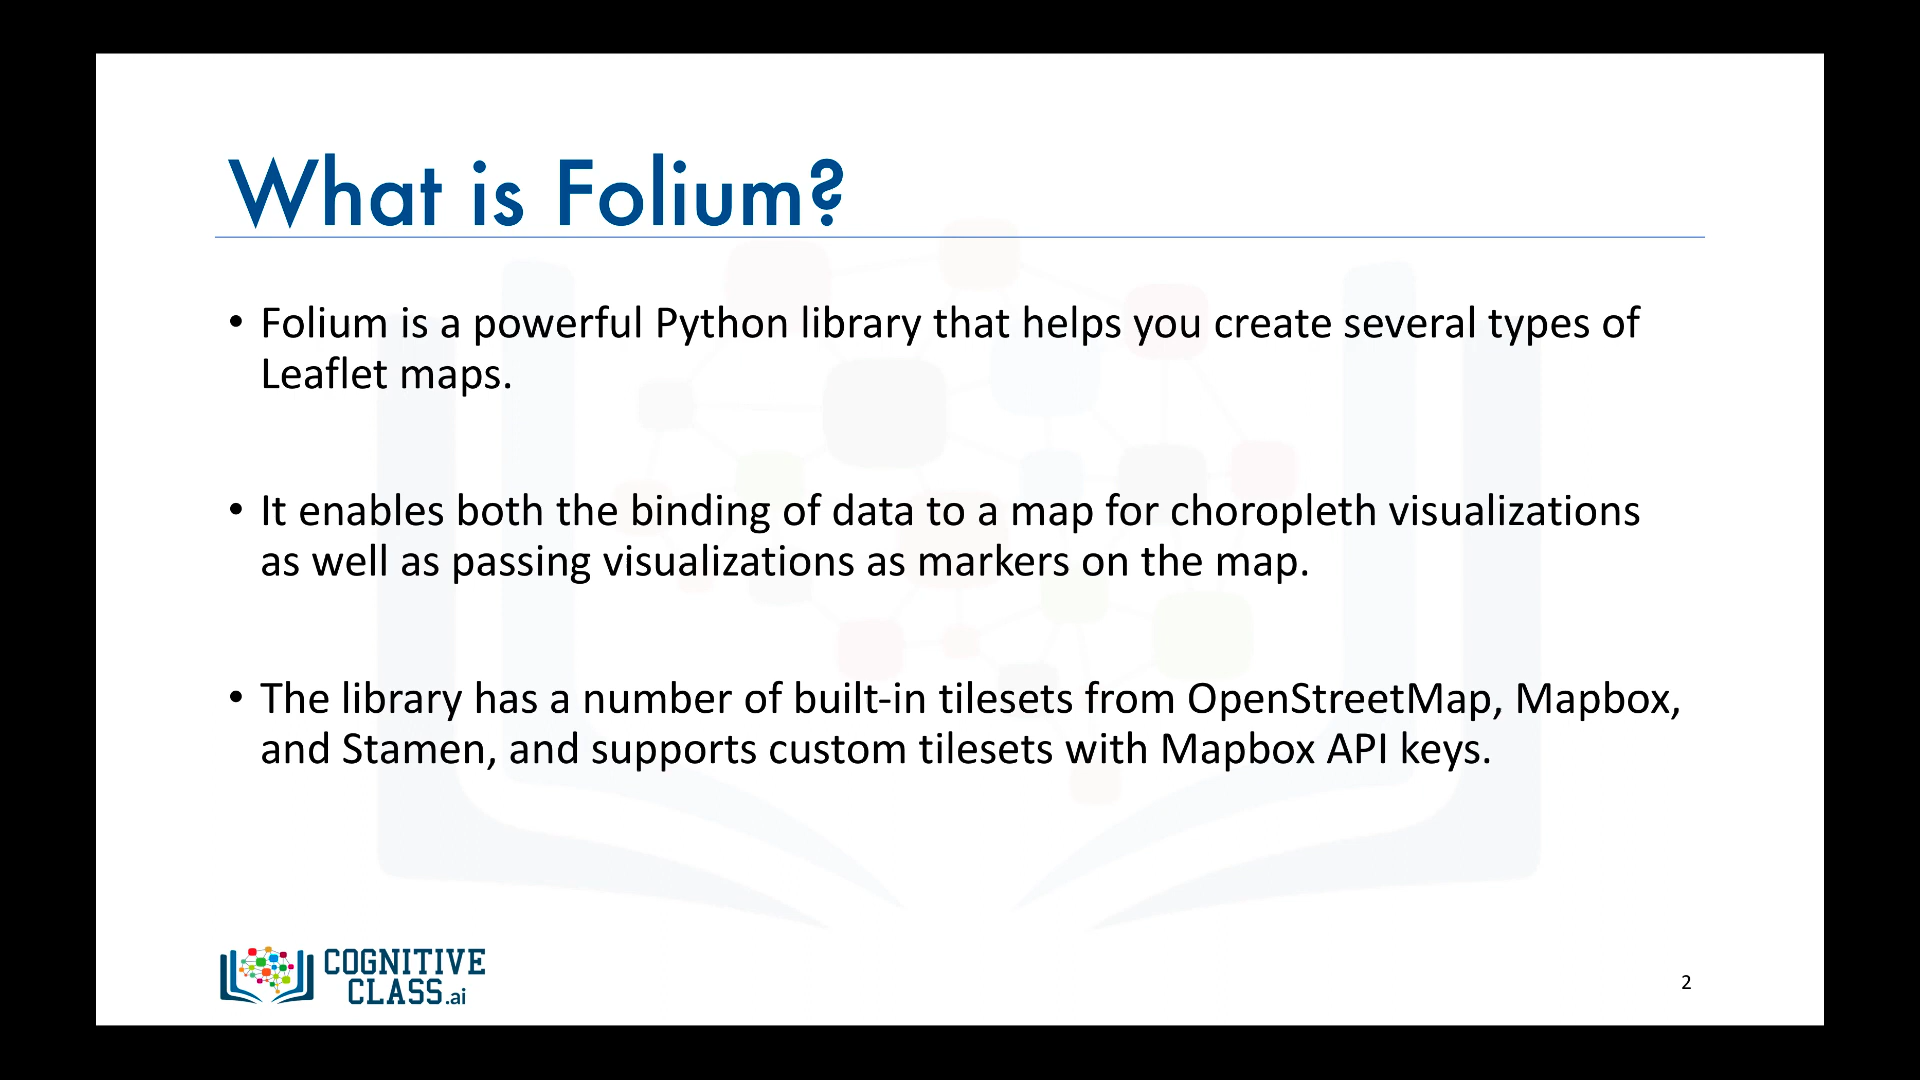 What is Folium?
• Folium is a powerful Python library that helps you create several types of
Leaflet maps.
• It enables both the binding of data to a map for choropleth visualizations
as well as passing visualizations as markers on the map.
• The library has a number of built-in tilesets from OpenStreetMap, Mapbox,
and Stamen, and supports custom tilesets with Mapbox API keys.
COGNITIVE
CLASS.ai
2